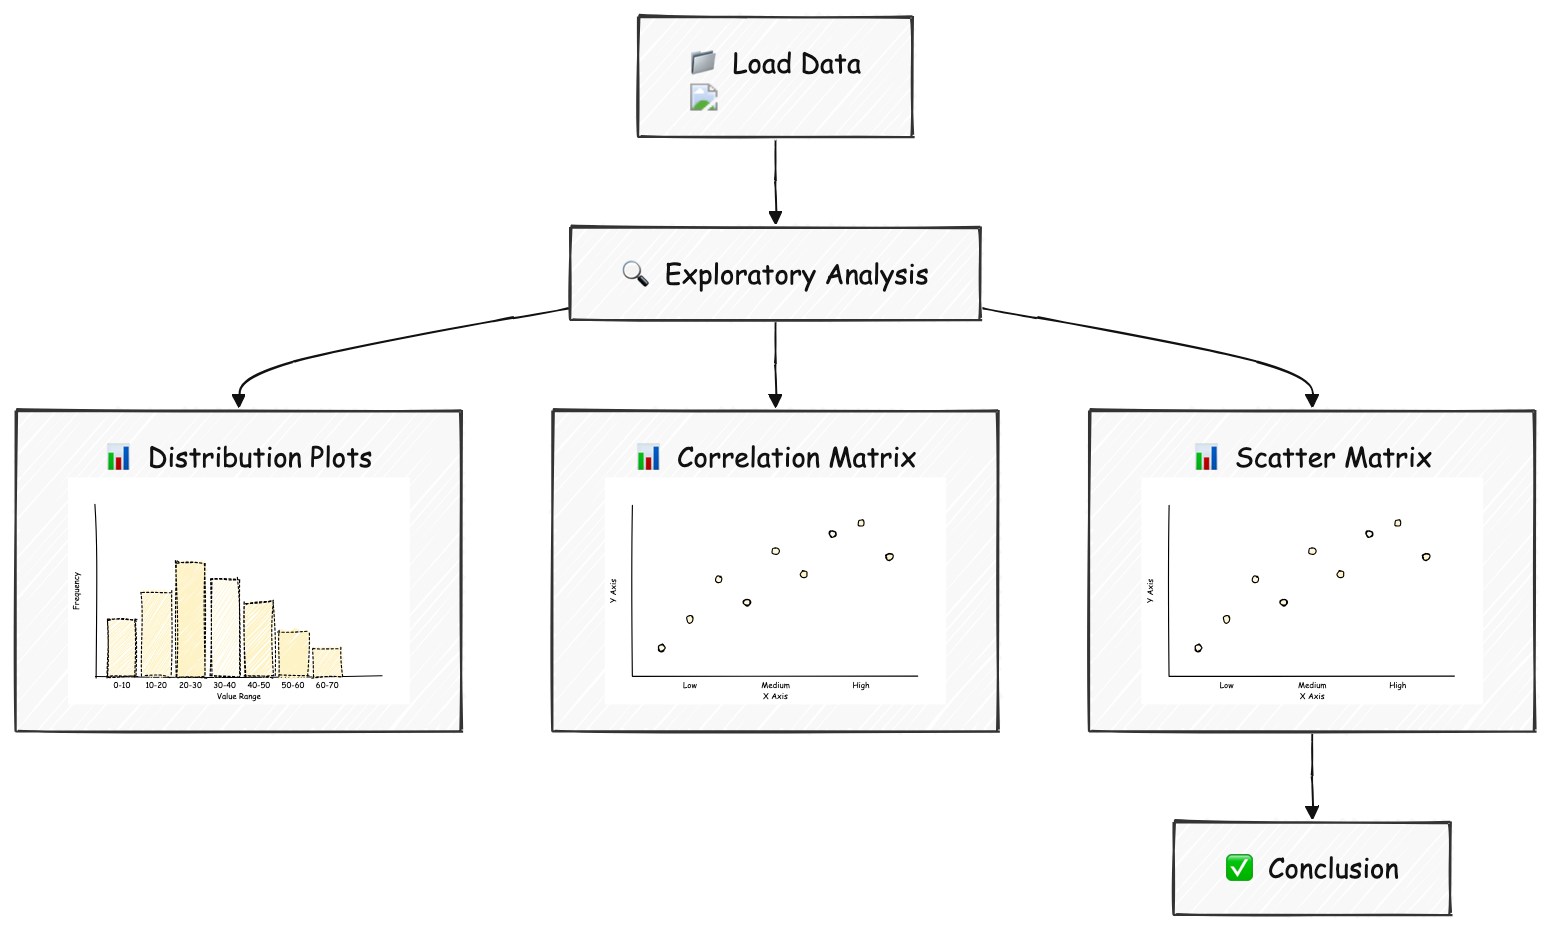 Load Data
Exploratory Analysis
Distribution Plots
Frequency
0-10 10-20 20-30 30-40 40-50 50-60 60-70
Value Range
Correlation Matrix
Y Axis
Low Medium High
X Axis
Scatter Matrix
Y Axis
Low Medium High
X Axis
Conclusion